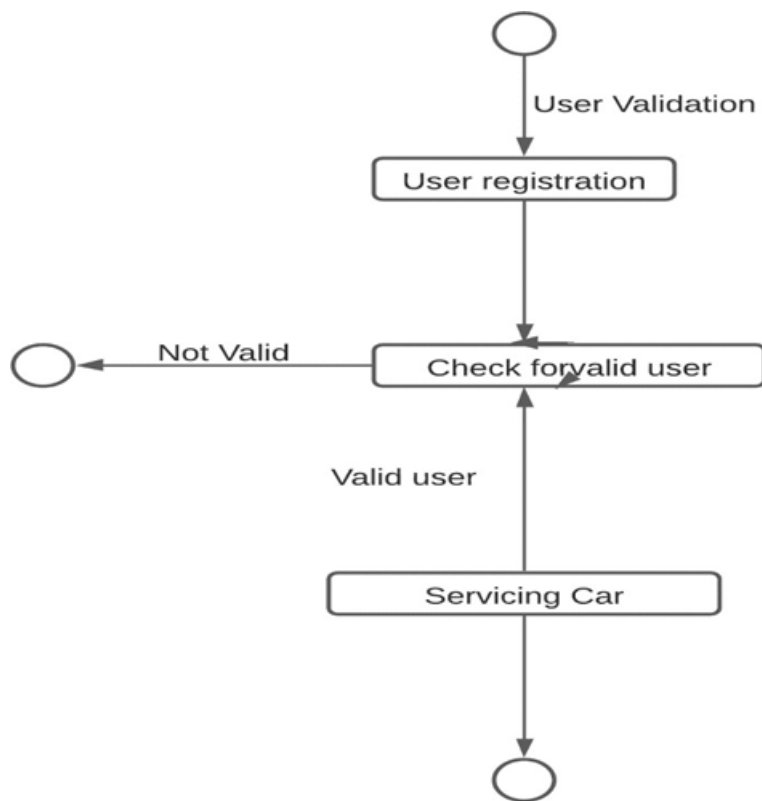 User Validation
User registration
Not Valid
Check forvalid user
Valid user
Servicing Car